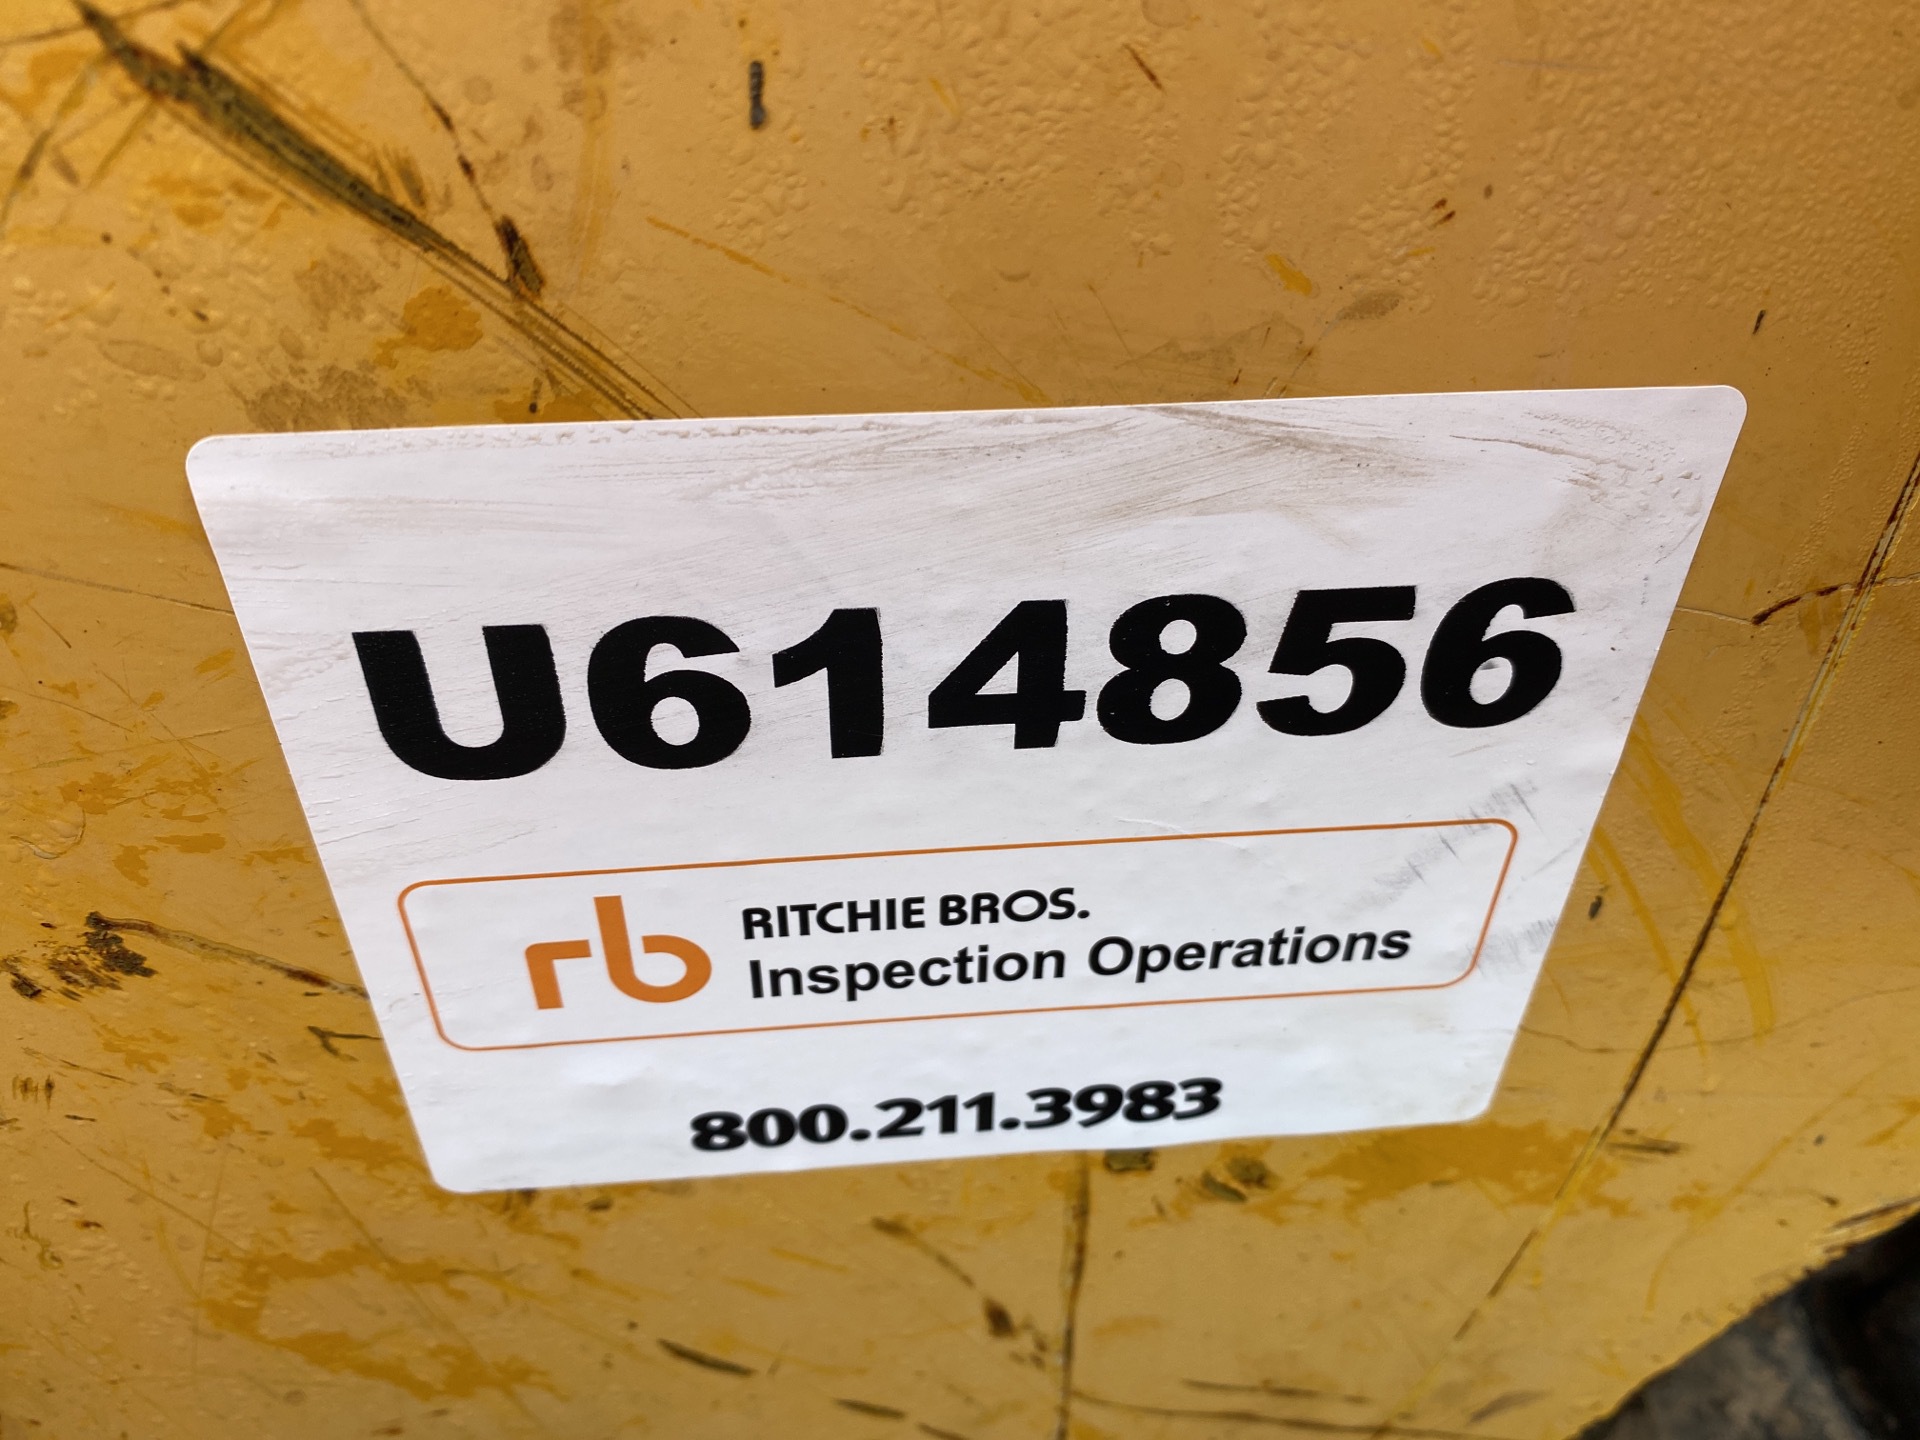 U614856
rb
RITCHIE BROS.
Inspection Operations
800.211.3983